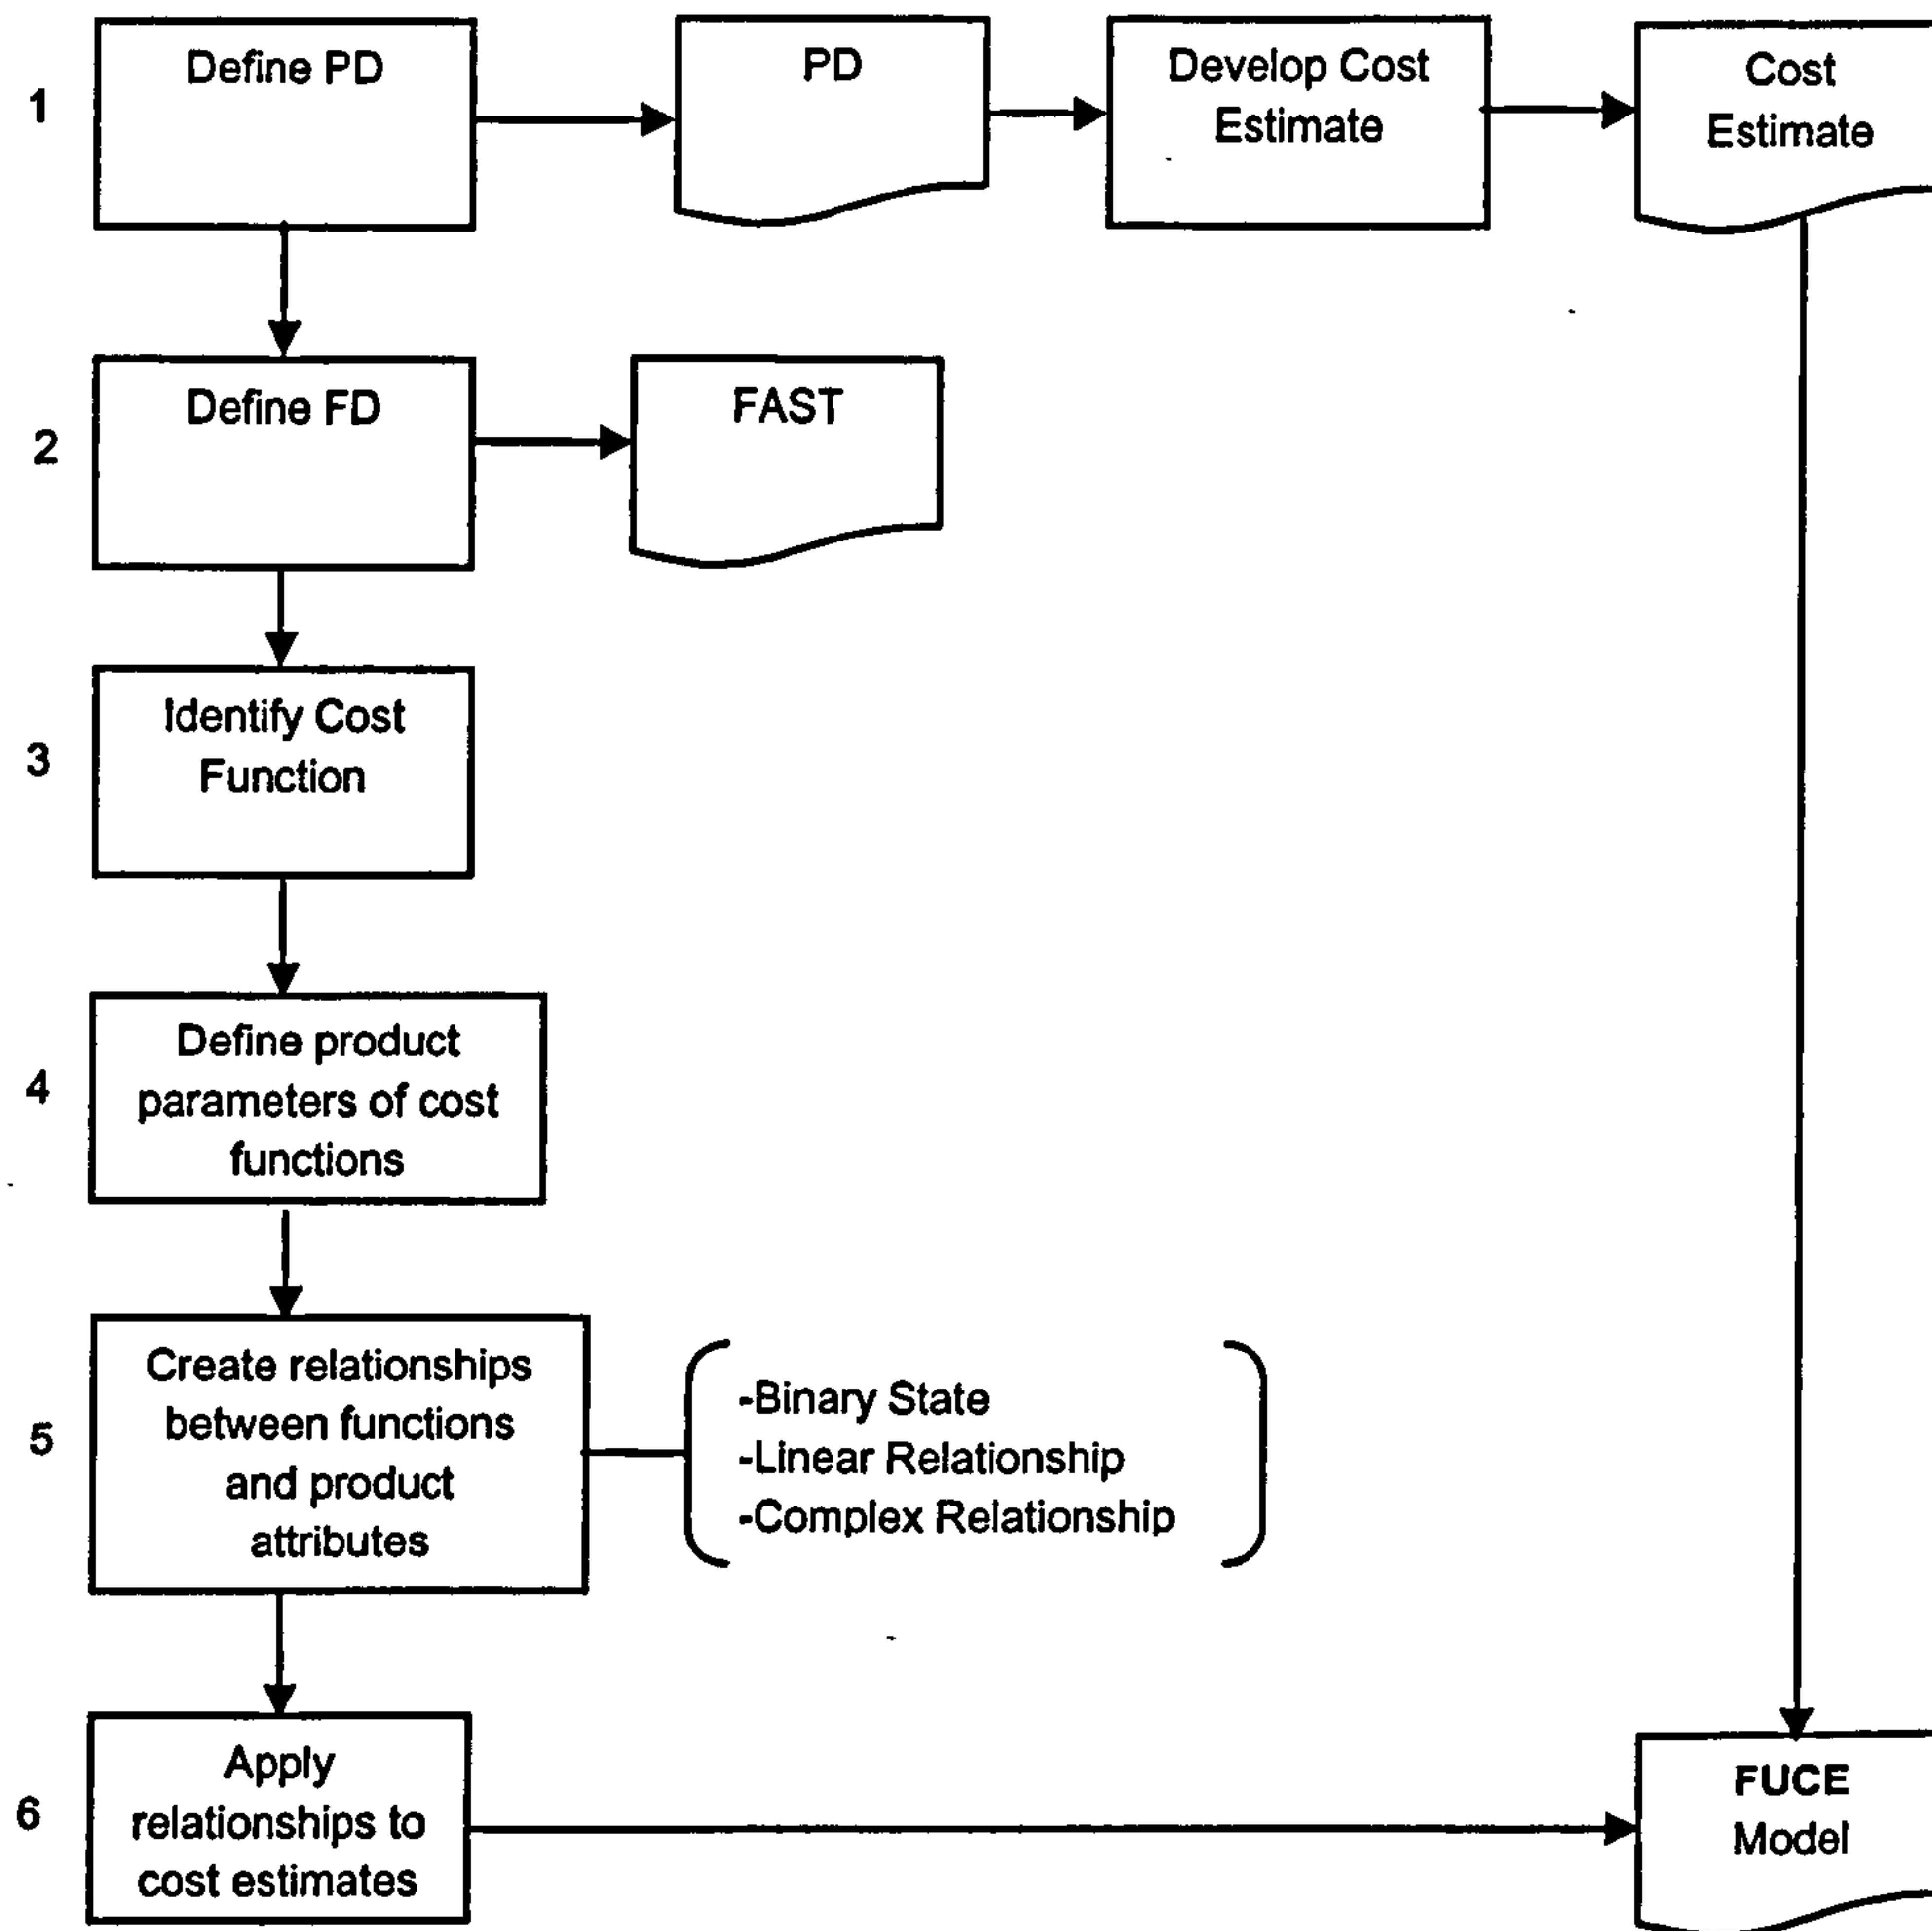 1
Define PD
PD
Develop Cost
Estimate
Cost
Estimate
2
Define FD
FAST
3
Identify Cost
Function
4
Define product
parameters of cost
functions
5
Create relationships
between functions
and product
attributes
-Binary State
-Linear Relationship
-Complex Relationship
6
Apply
relationships to
cost estimates
FUCE
Model